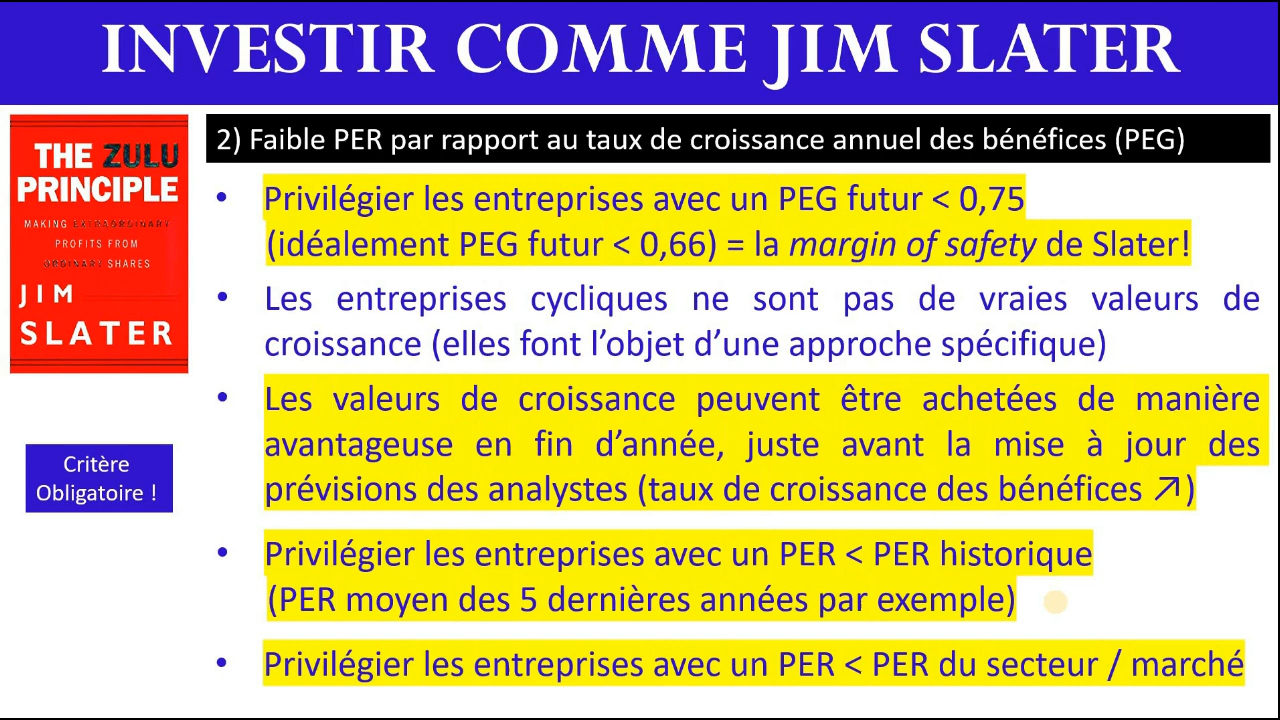 INVESTIR COMME JIM SLATER
THE ZULU
PRINCIPLE
MAKING EXTRAORDINARY
PROFITS FROM
ORDINARY SHARES
JIM
SLATER
Critère
Obligatoire !
2) Faible PER par rapport au taux de croissance annuel des bénéfices (PEG)
• Privilégier les entreprises avec un PEG futur < 0,75
(idéalement PEG futur < 0,66) = la margin of safety de Slater!
• Les entreprises cycliques ne sont pas de vraies valeurs de
croissance (elles font l’objet d’une approche spécifique)
• Les valeurs de croissance peuvent être achetées de manière
avantageuse en fin d’année, juste avant la mise à jour des
prévisions des analystes (taux de croissance des bénéfices ↗)
• Privilégier les entreprises avec un PER < PER historique
(PER moyen des 5 dernières années par exemple)
• Privilégier les entreprises avec un PER < PER du secteur / marché